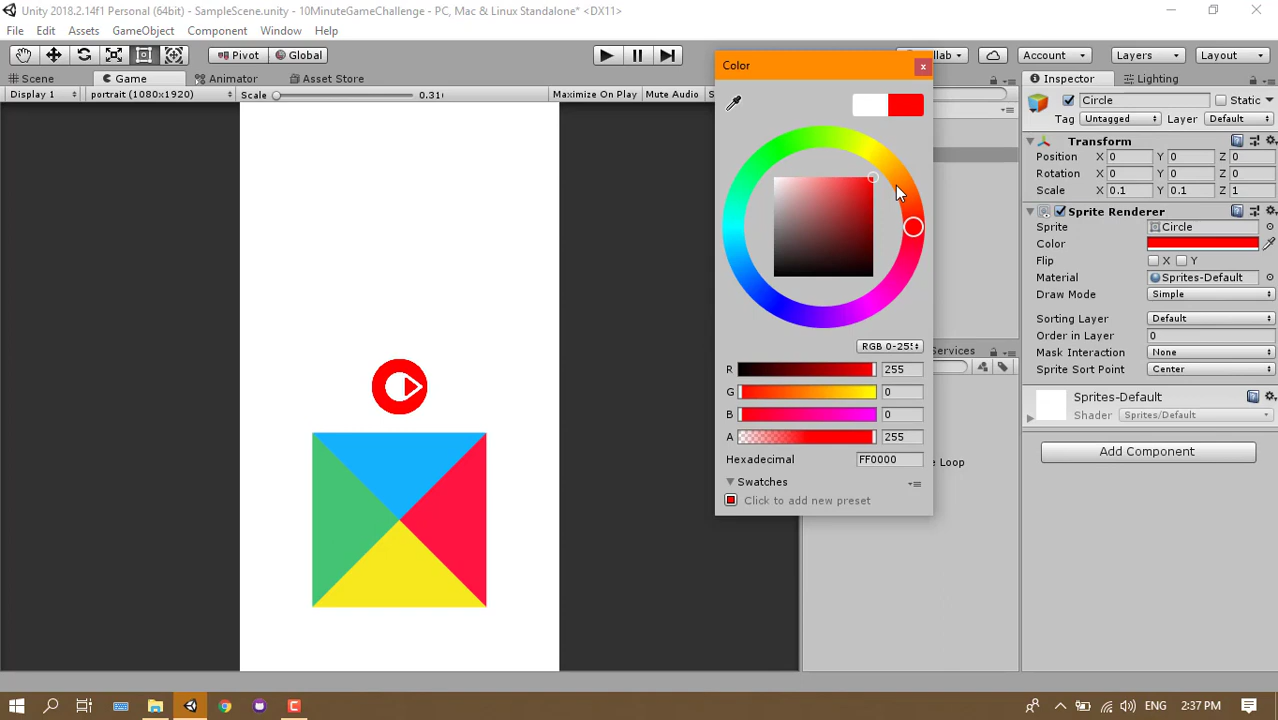 Unity 2018.2.14f1 Personal (64bit) - SampleScene.unity - 10MinuteGameChallenge - PC, Mac & Linux Standalone* <DX11>
File Edit Assets GameObject Component Window Help
Pivot Global Account Layers Layout
Scene Game Animator Asset Store
Display 1 portrait (1080x1920) Scale 0.31 Maximize On Play Mute Audio
Color
RGB 0-255
R 255
G 0
B 0
A 255
Hexadecimal FF0000
Swatches
Click to add new preset
Services
e Loop
Inspector Lighting
Circle Static
Tag Untagged Layer Default
Transform
Position X 0 Y 0 Z 0
Rotation X 0 Y 0 Z 0
Scale X 0.1 Y 0.1 Z 1
Sprite Renderer
Sprite Circle
Color
Flip X Y
Material Sprites-Default
Draw Mode Simple
Sorting Layer Default
Order in Layer 0
Mask Interaction None
Sprite Sort Point Center
Sprites-Default
Shader Sprites/Default
Add Component
ENG 2:37 PM